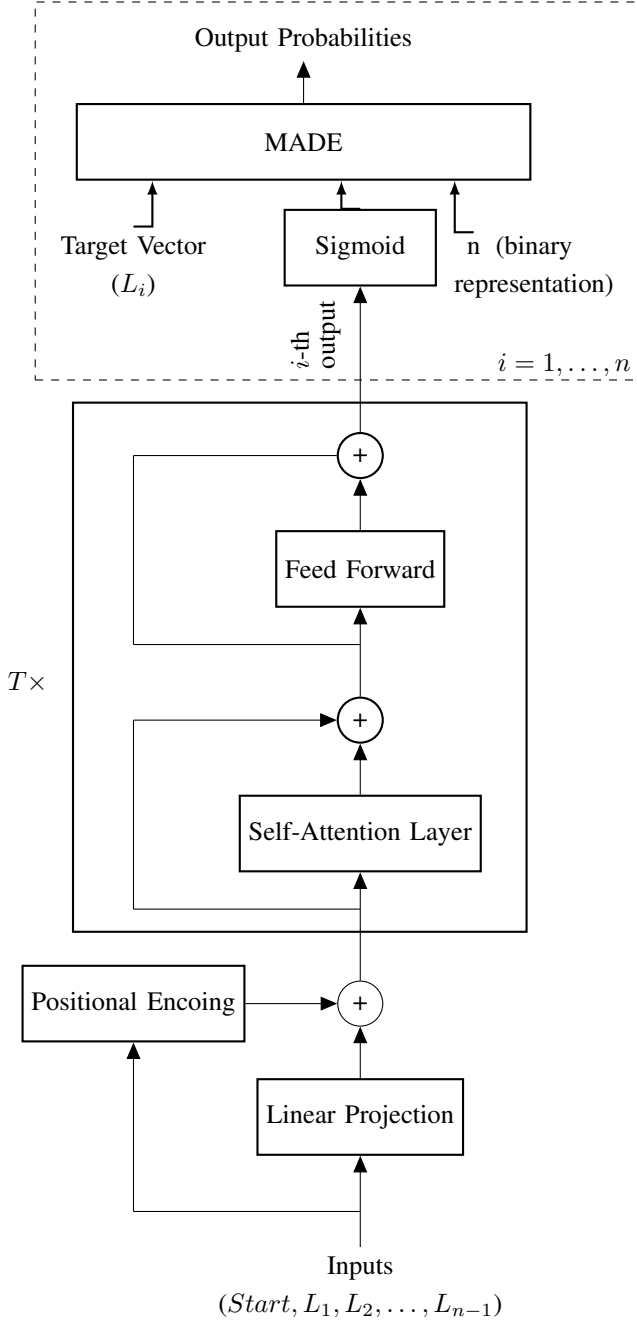 Output Probabilities
MADE
Target Vector
(L_i)
Sigmoid
n (binary
representation)
i-th
output
i = 1, . . . , n
+
Feed Forward
T×
+
Self-Attention Layer
Positional Encoing
+
Linear Projection
Inputs
(Start, L_1, L_2, . . . , L_{n−1})